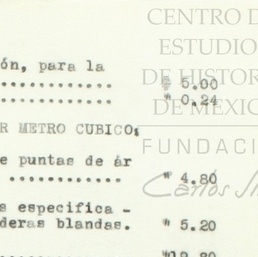 CENTRO D
ESTUDIO
DE HISTOR
DE MEXIC
FUNDACI
Carlos
ón, para la
.............. " 5.00
.............. " 0.24
R METRO CUBICO.
e puntas de ár
.............. " 4.80
s especifica -
deras blandas. " 5.20